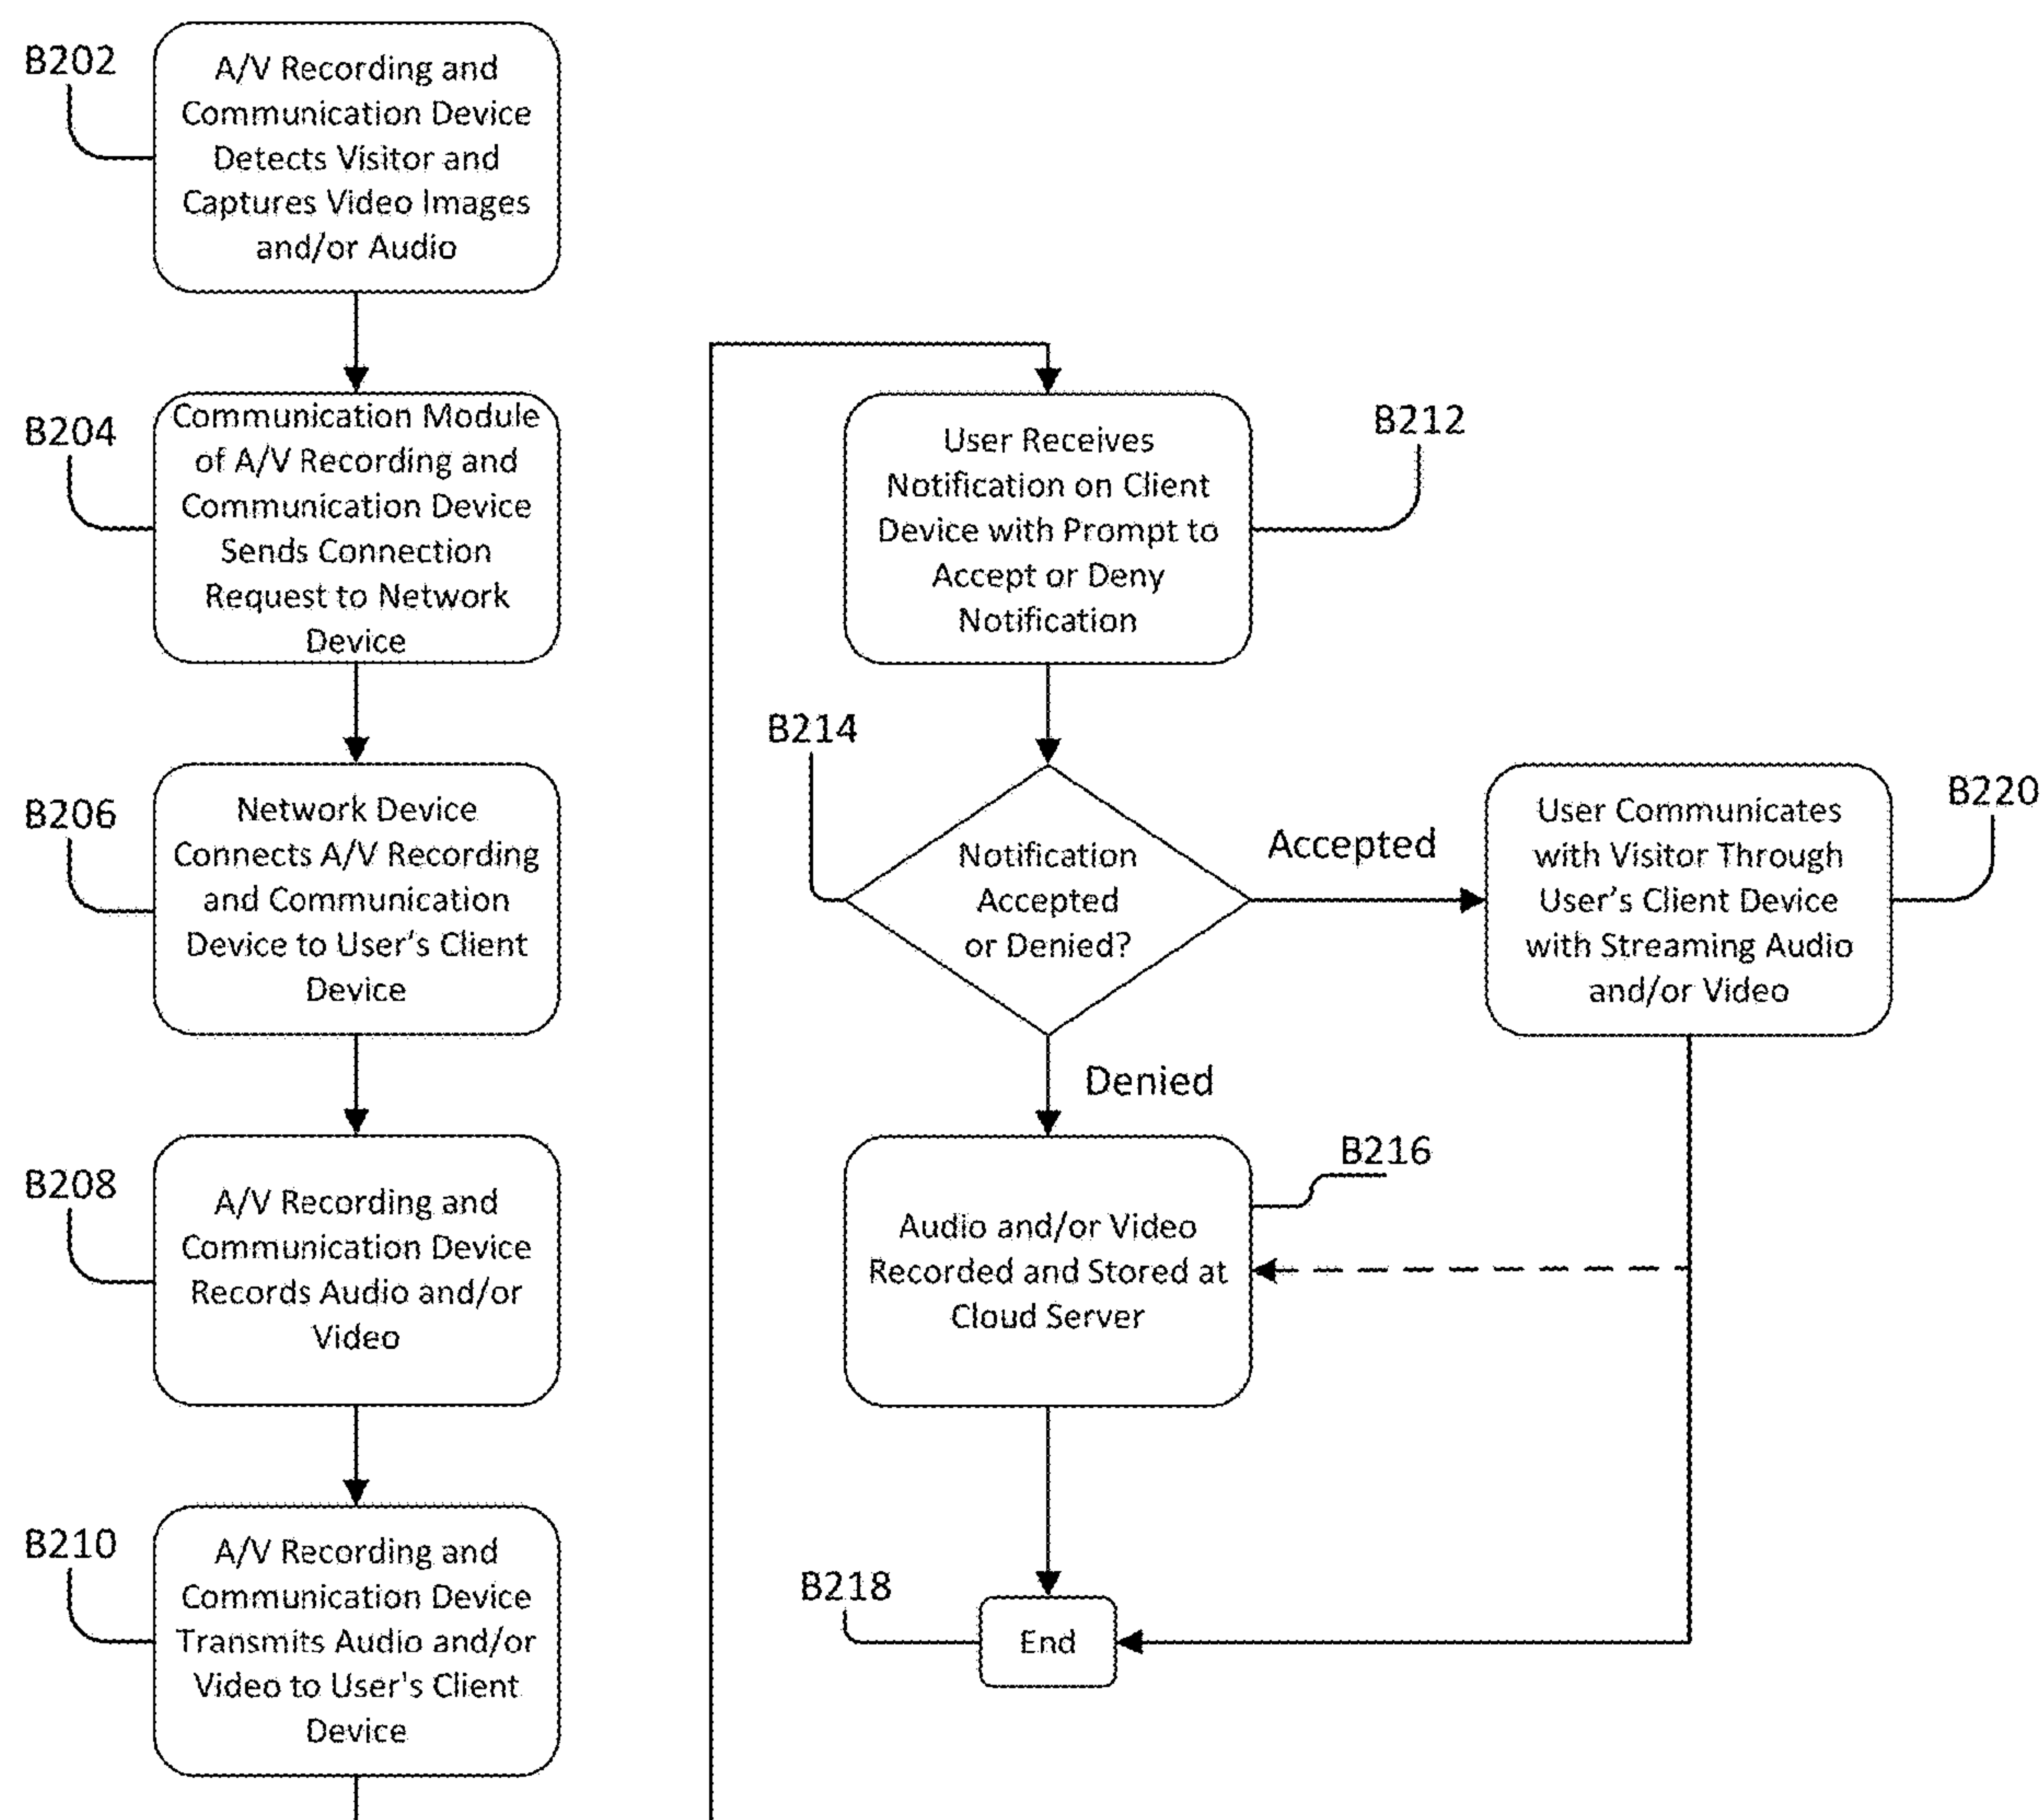 B202
A/V Recording and
Communication Device
Detects Visitor and
Captures Video Images
and/or Audio
B204
Communication Module
of A/V Recording and
Communication Device
Sends Connection
Request to Network
Device
B206
Network Device
Connects A/V Recording
and Communication
Device to User's Client
Device
B208
A/V Recording and
Communication Device
Records Audio and/or
Video
B210
A/V Recording and
Communication Device
Transmits Audio and/or
Video to User's Client
Device
B212
User Receives
Notification on Client
Device with Prompt to
Accept or Deny
Notification
B214
Notification
Accepted
or Denied?
Accepted
B220
User Communicates
with Visitor Through
User's Client Device
with Streaming Audio
and/or Video
Denied
B216
Audio and/or Video
Recorded and Stored at
Cloud Server
B218
End